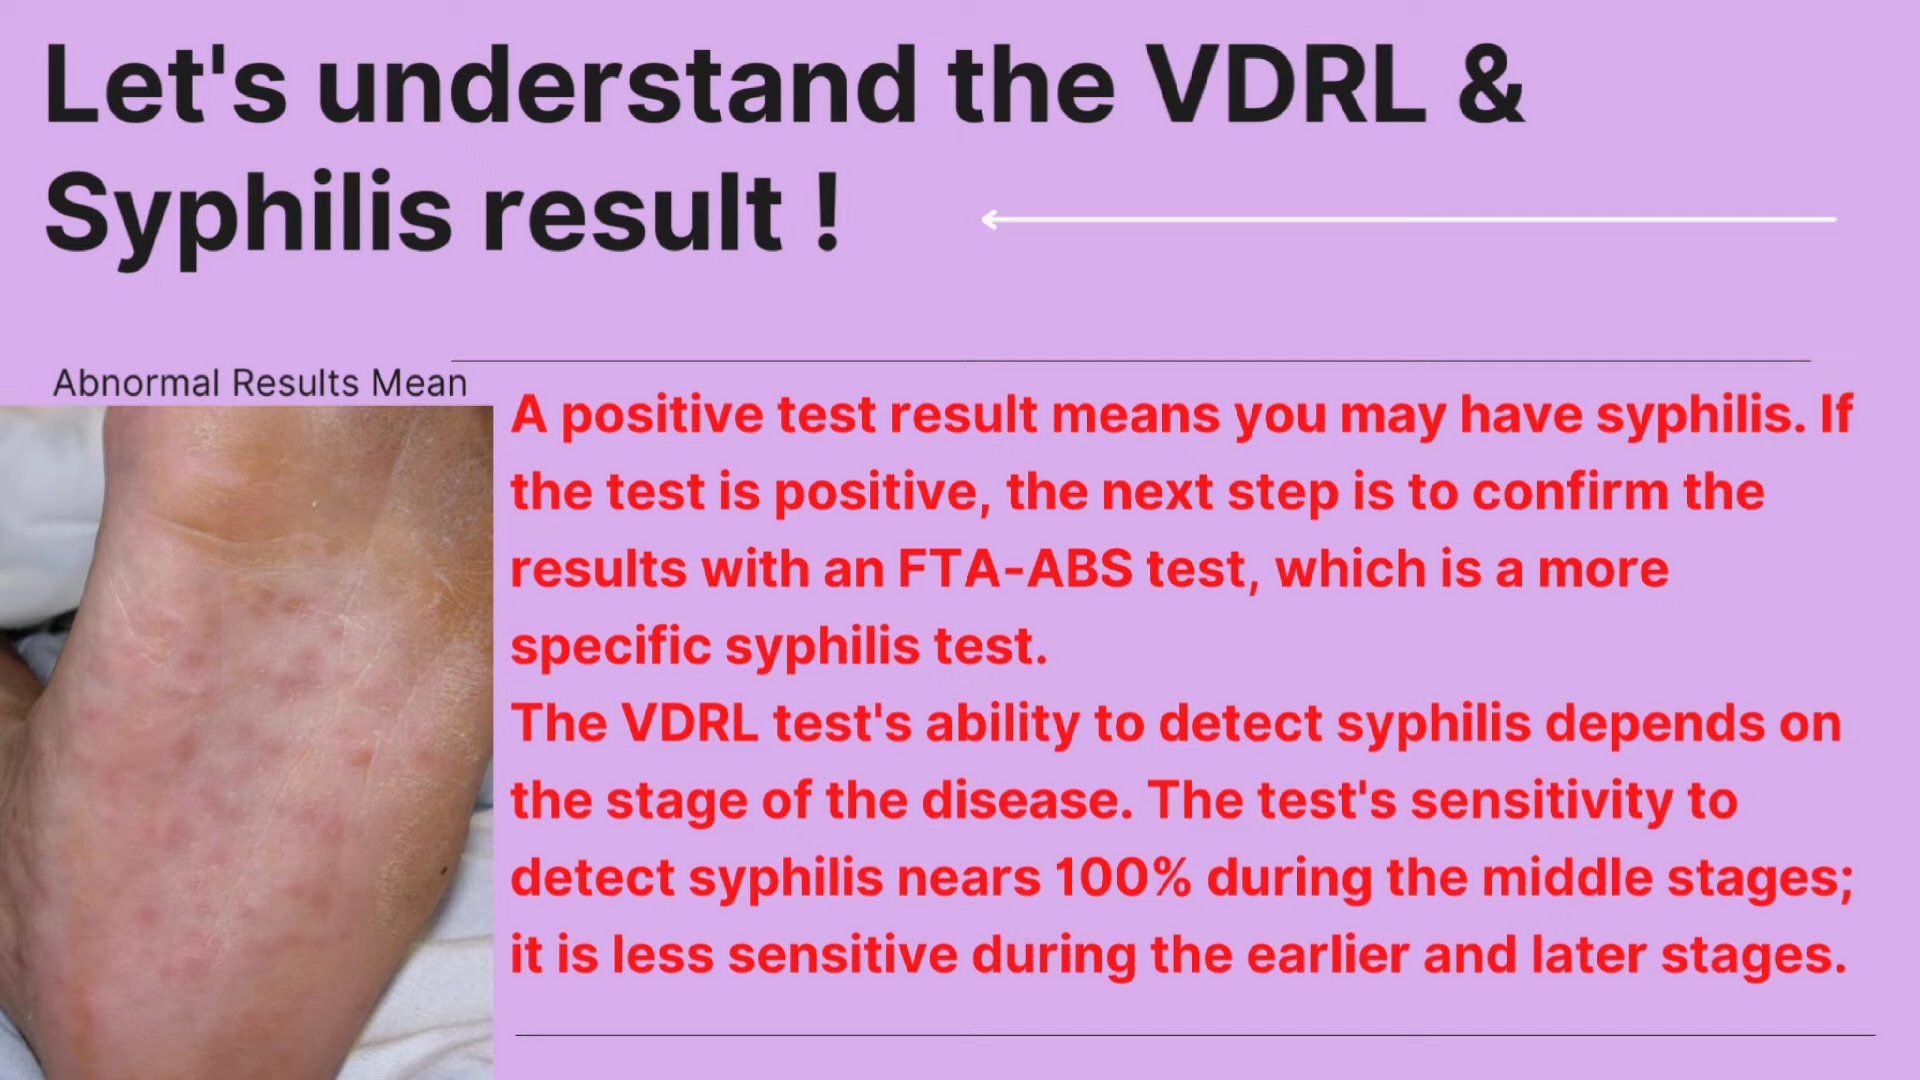 Let's understand the VDRL &
Syphilis result !
Abnormal Results Mean
A positive test result means you may have syphilis. If
the test is positive, the next step is to confirm the
results with an FTA-ABS test, which is a more
specific syphilis test.
The VDRL test's ability to detect syphilis depends on
the stage of the disease. The test's sensitivity to
detect syphilis nears 100% during the middle stages;
it is less sensitive during the earlier and later stages.